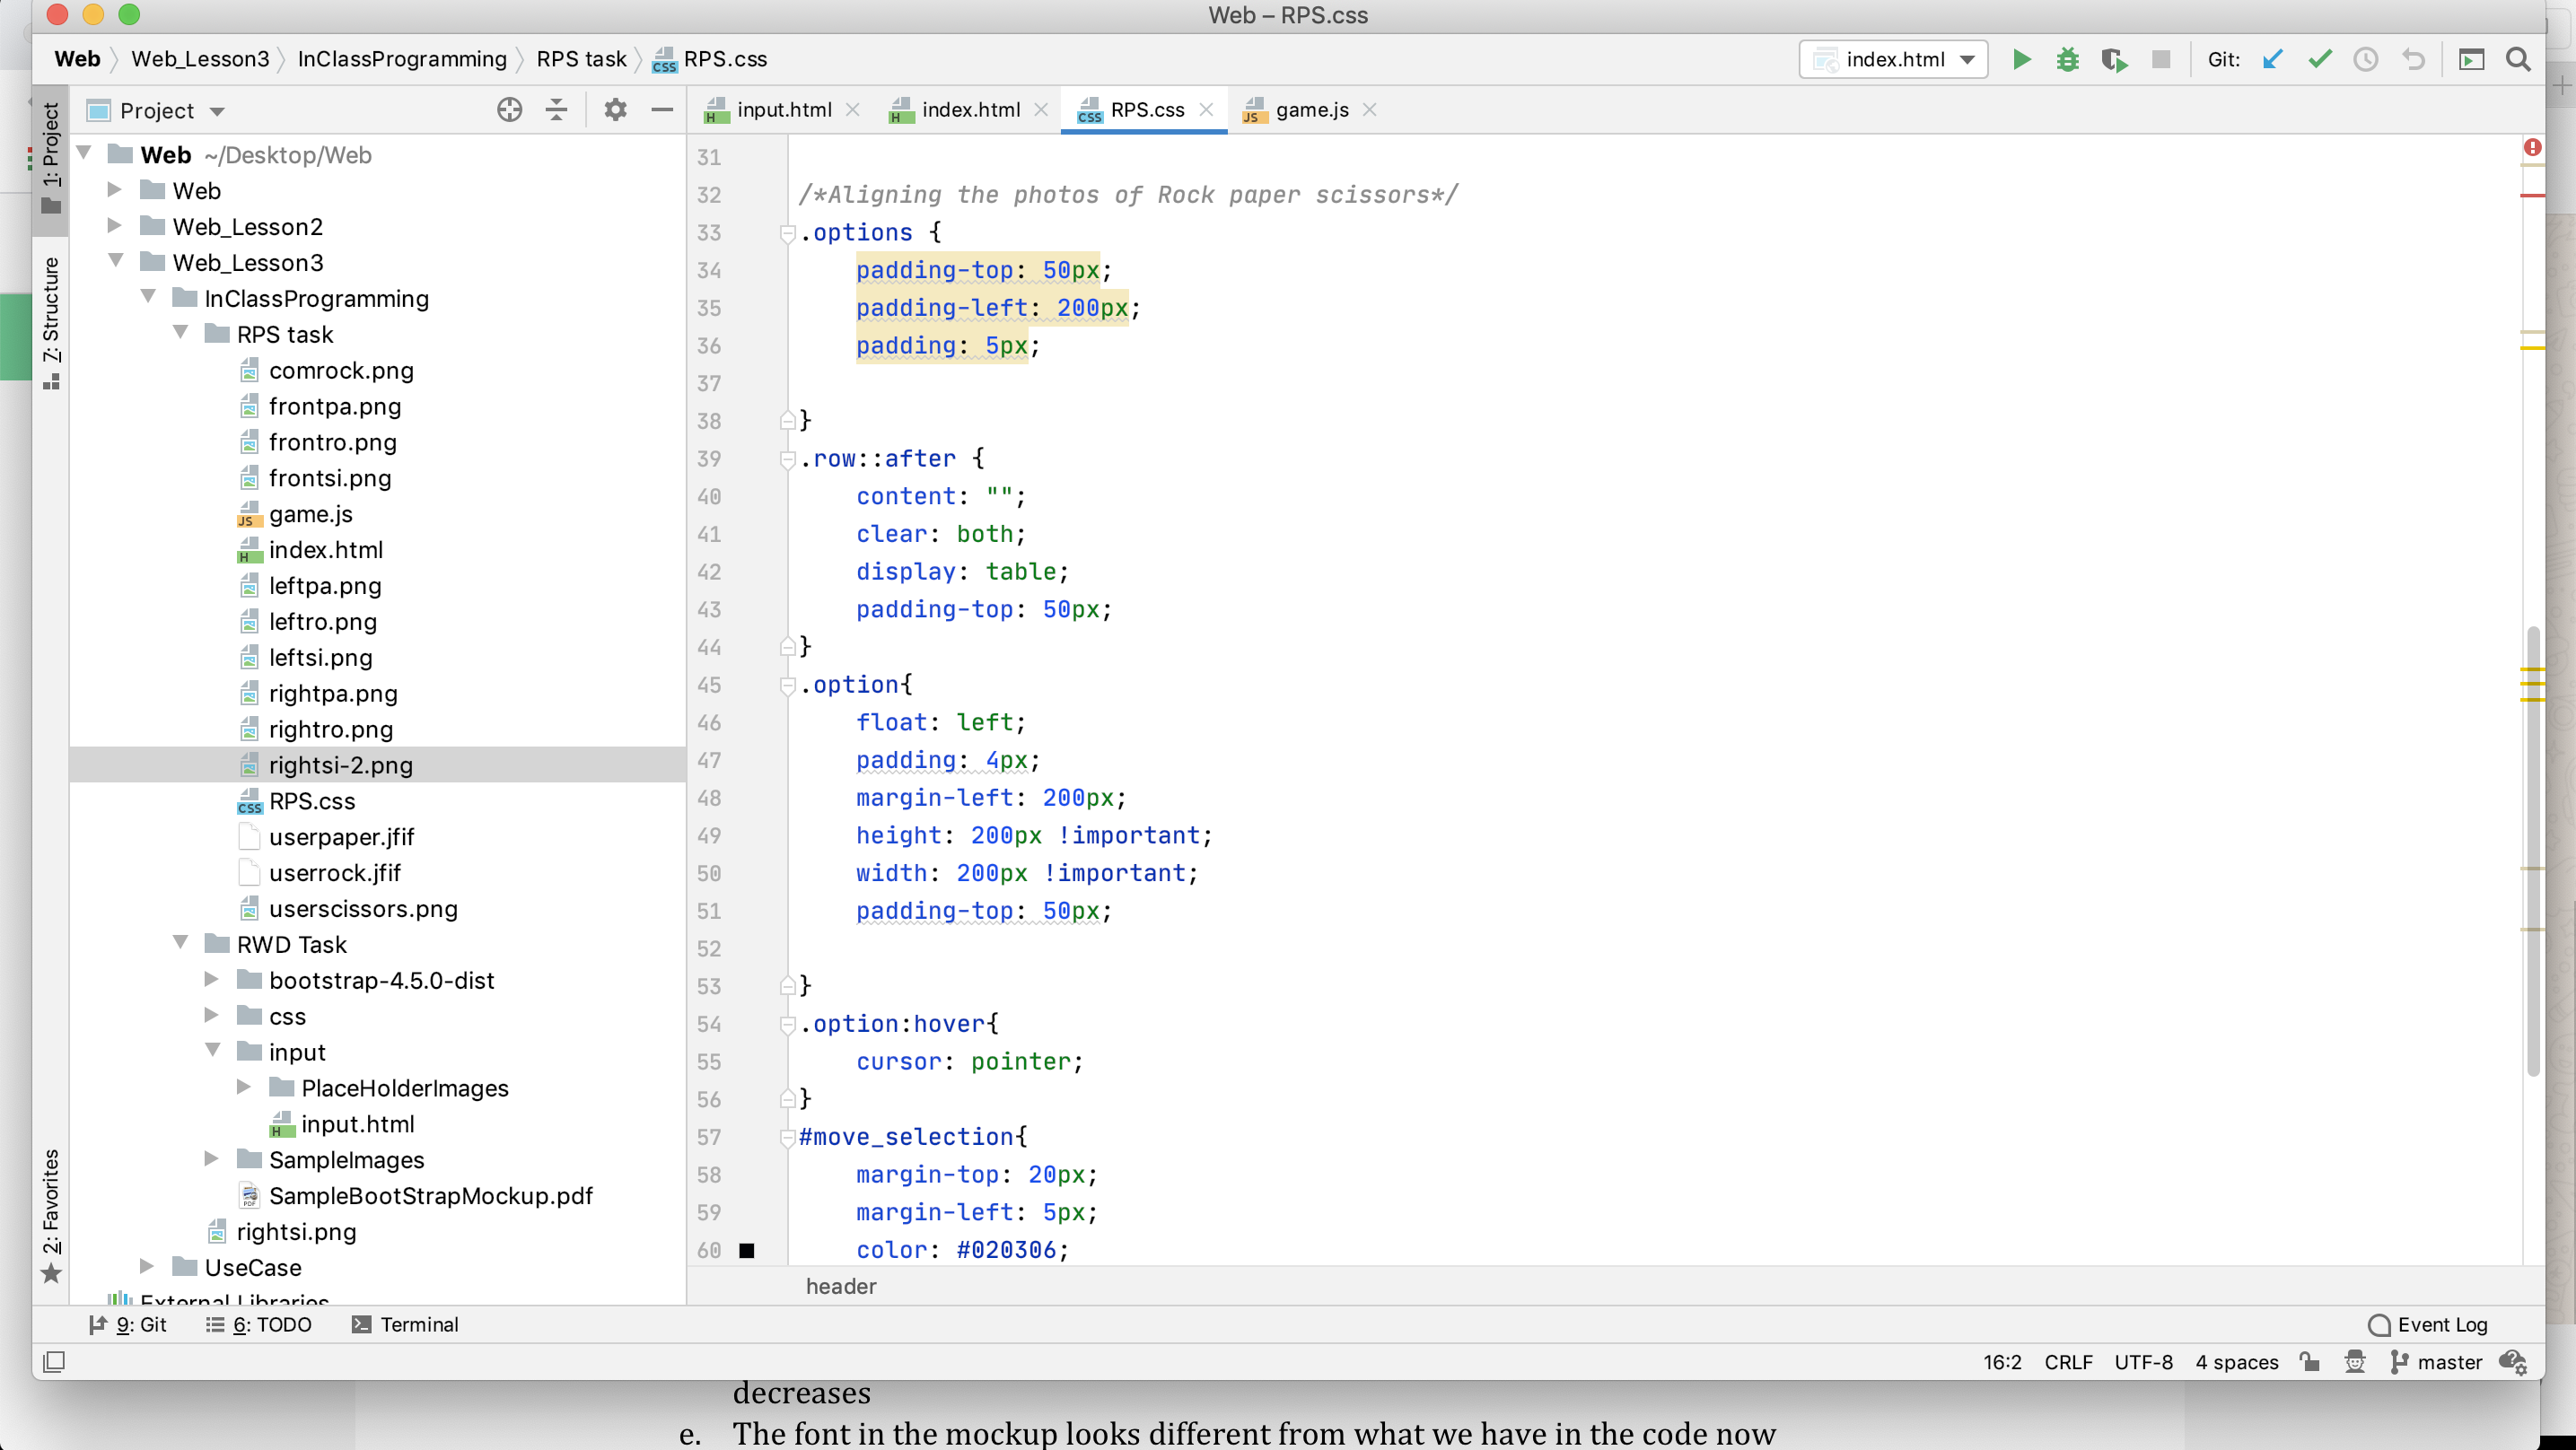 Web – RPS.css
Web Web_Lesson3 InClassProgramming RPS task RPS.css index.html Git:
Project input.html index.html RPS.css game.js
1: Project
7: Structure
2: Favorites
Web ~/Desktop/Web
Web
Web_Lesson2
Web_Lesson3
InClassProgramming
RPS task
comrock.png
frontpa.png
frontro.png
frontsi.png
game.js
index.html
leftpa.png
leftro.png
leftsi.png
rightpa.png
rightro.png
rightsi-2.png
RPS.css
userpaper.jfif
userrock.jfif
userscissors.png
RWD Task
bootstrap-4.5.0-dist
css
input
PlaceHolderImages
input.html
SampleImages
SampleBootStrapMockup.pdf
rightsi.png
UseCase
External Libraries
31
32 /*Aligning the photos of Rock paper scissors*/
33 .options {
34 padding-top: 50px;
35 padding-left: 200px;
36 padding: 5px;
37
38 }
39 .row::after {
40 content: "";
41 clear: both;
42 display: table;
43 padding-top: 50px;
44 }
45 .option{
46 float: left;
47 padding: 4px;
48 margin-left: 200px;
49 height: 200px !important;
50 width: 200px !important;
51 padding-top: 50px;
52
53 }
54 .option:hover{
55 cursor: pointer;
56 }
57 #move_selection{
58 margin-top: 20px;
59 margin-left: 5px;
60 color: #020306;
header
9: Git 6: TODO Terminal Event Log
16:2 CRLF UTF-8 4 spaces master
decreases
e. The font in the mockup looks different from what we have in the code now